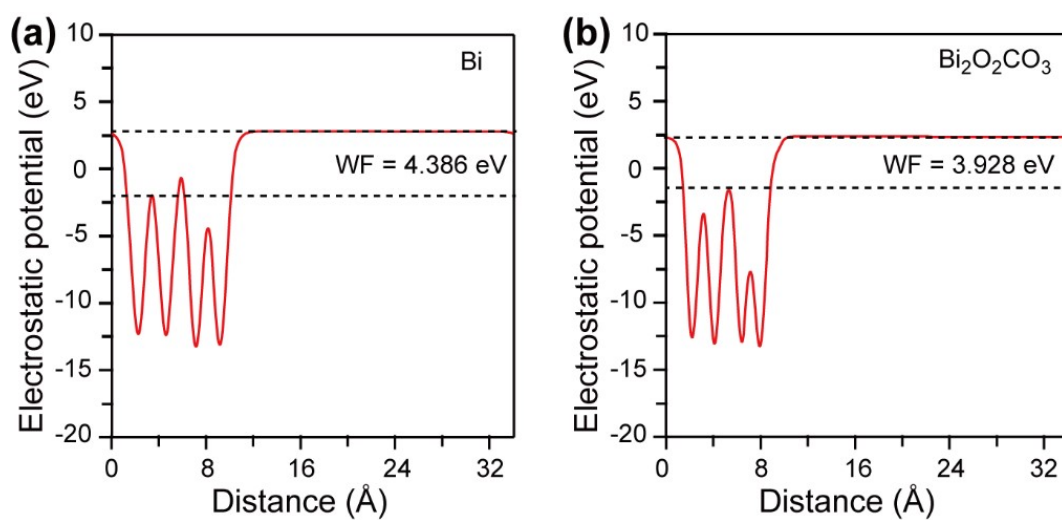 (a)
Electrostatic potential (eV)
10
5
0
-5
-10
-15
-20
Bi
WF = 4.386 eV
0 8 16 24 32
Distance (Å)
(b)
Electrostatic potential (eV)
10
5
0
-5
-10
-15
-20
Bi₂O₂CO₃
WF = 3.928 eV
0 8 16 24 32
Distance (Å)